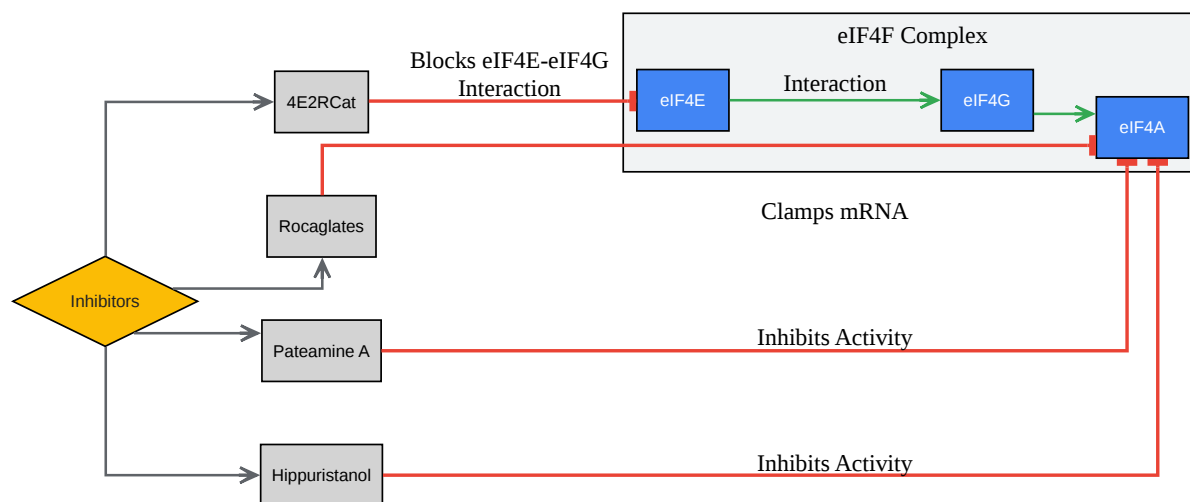 eIF4F Complex
Blocks eIF4E-eIF4G
Interaction
Interaction
4E2RCat
eIF4E
eIF4G
eIF4A
Rocaglates
Clamps mRNA
Inhibitors
Pateamine A
Inhibits Activity
Hippuristanol
Inhibits Activity